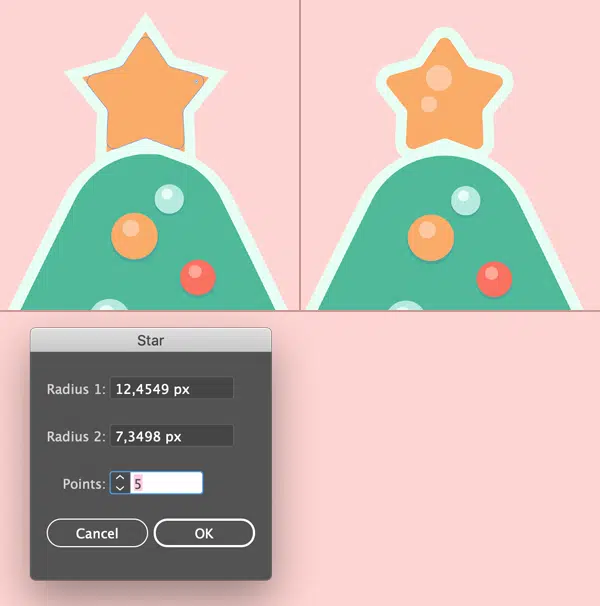 Star
Radius 1: 12,4549 px
Radius 2: 7,3498 px
Points: 5
Cancel OK